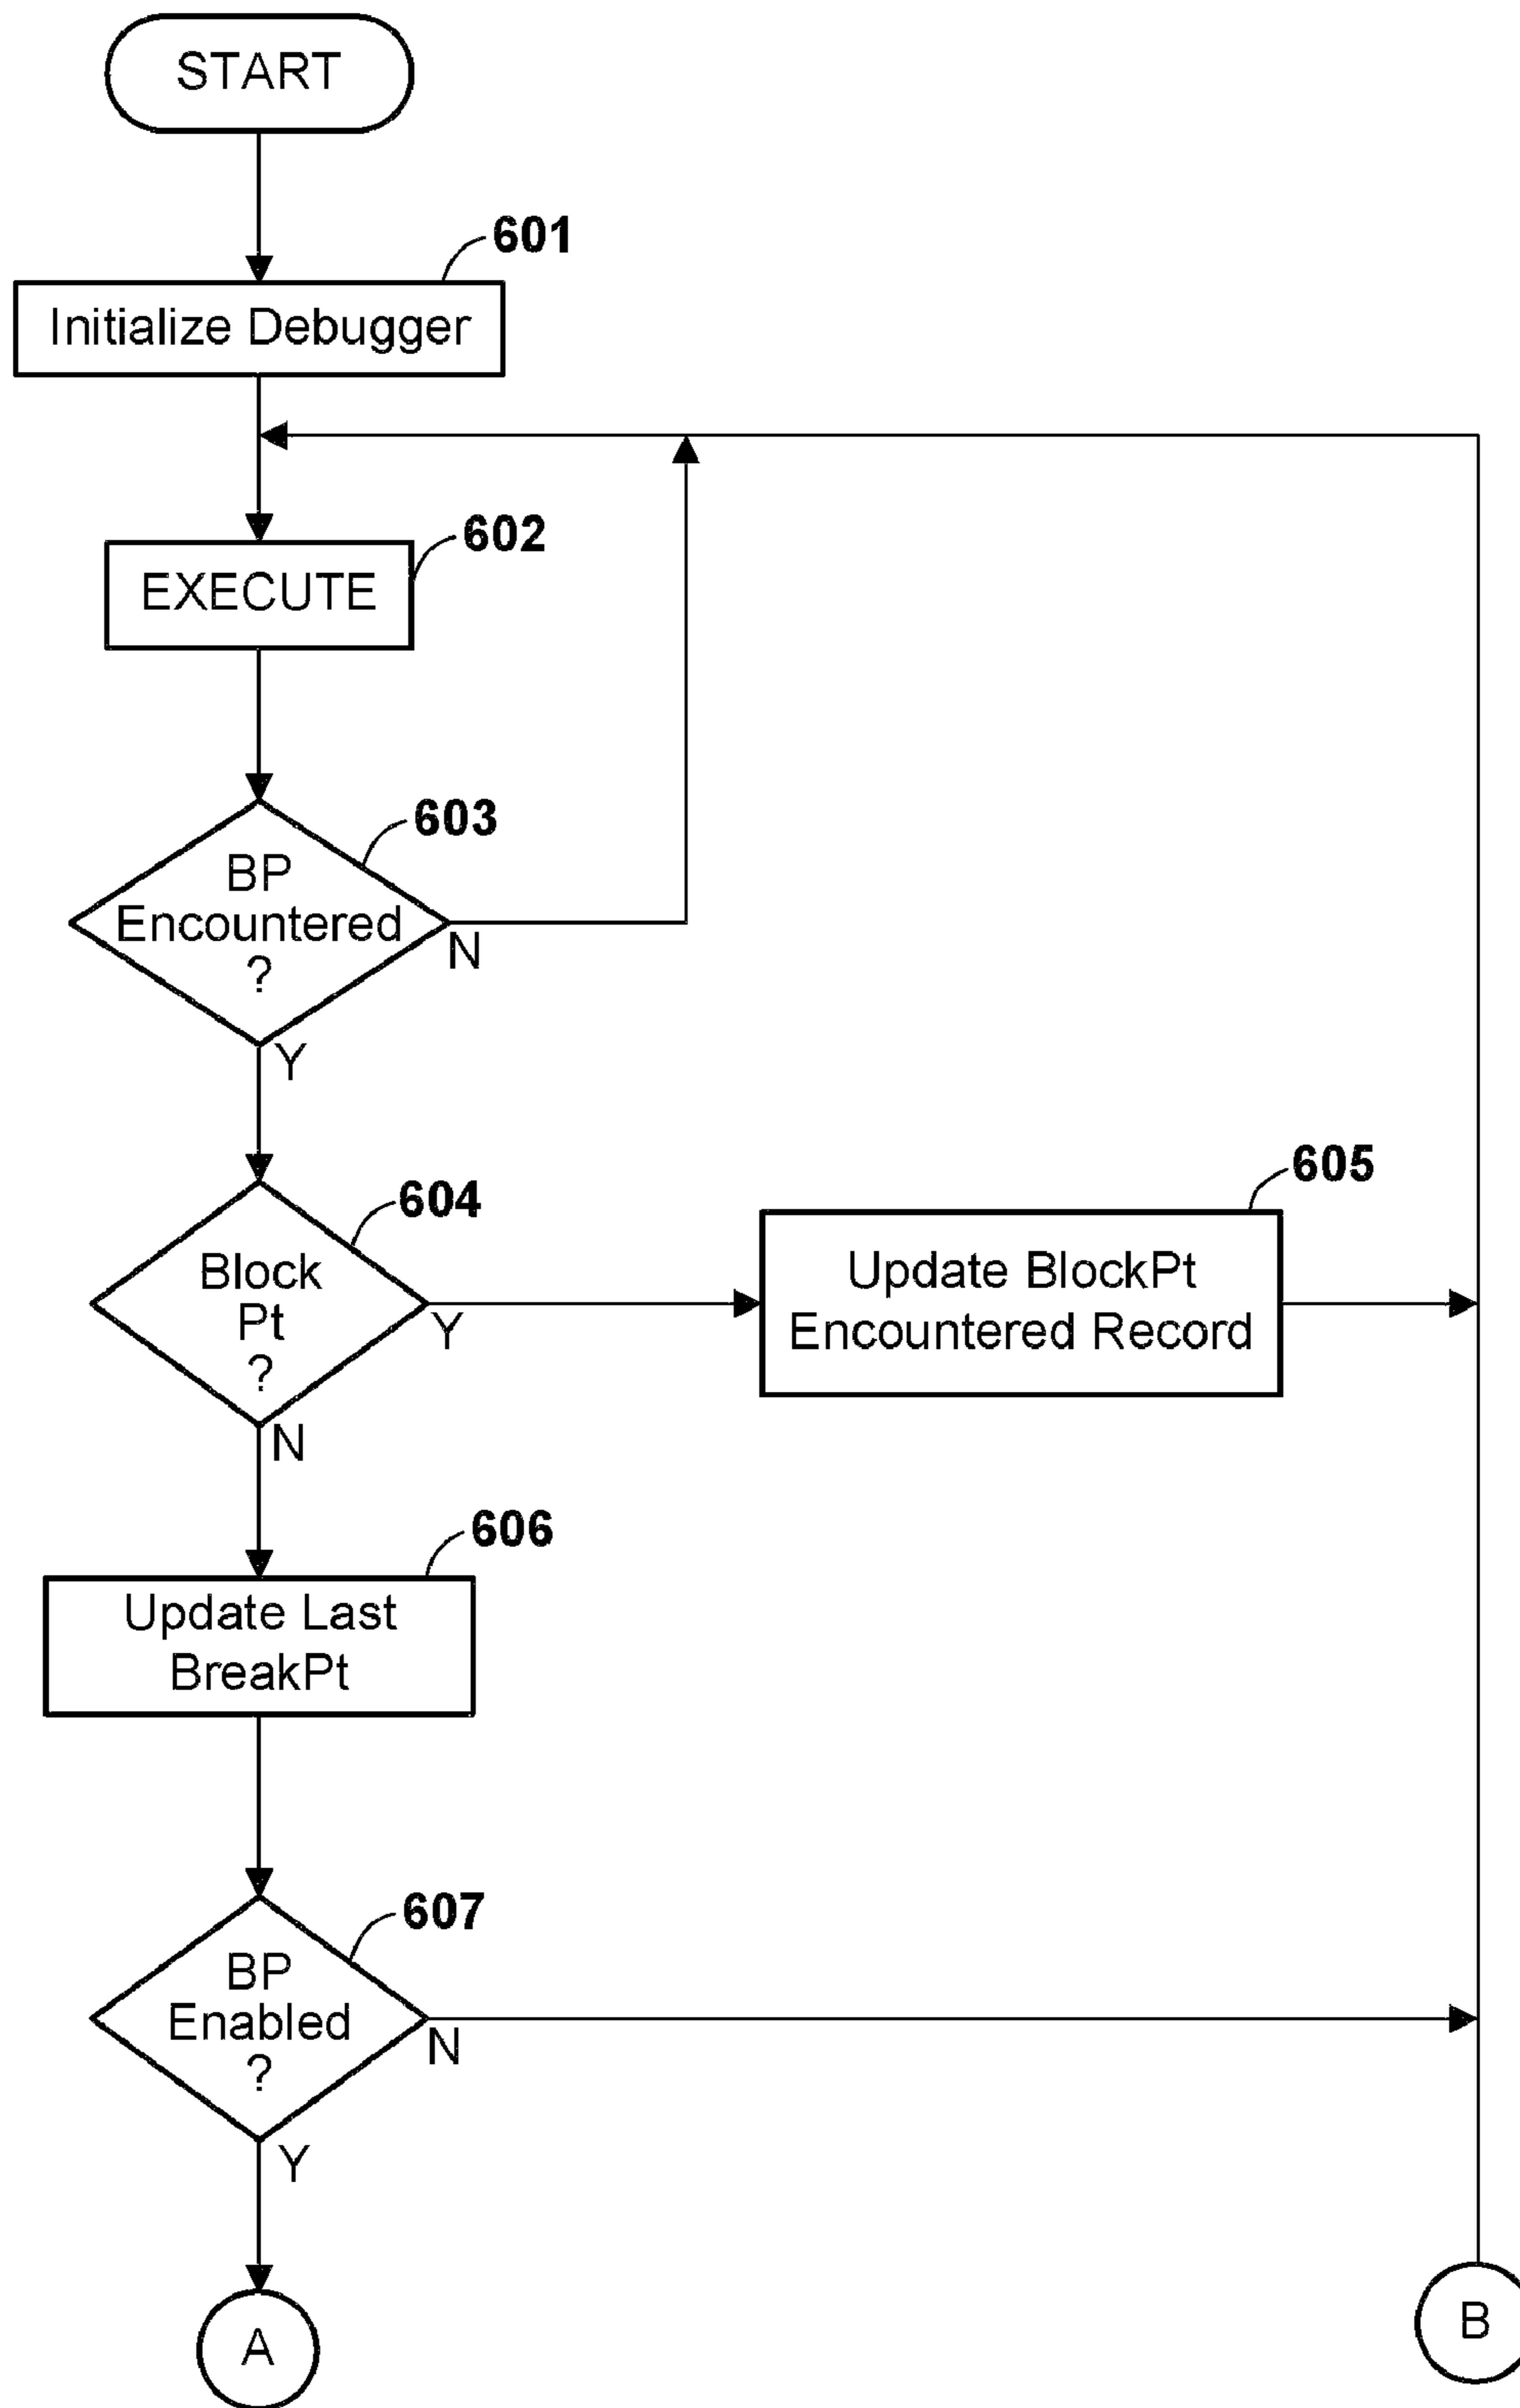 START
601
Initialize Debugger
602
EXECUTE
603
BP
Encountered
?
N
Y
604
Block
Pt
?
Y
N
605
Update BlockPt
Encountered Record
606
Update Last
BreakPt
607
BP
Enabled
?
N
Y
A
B